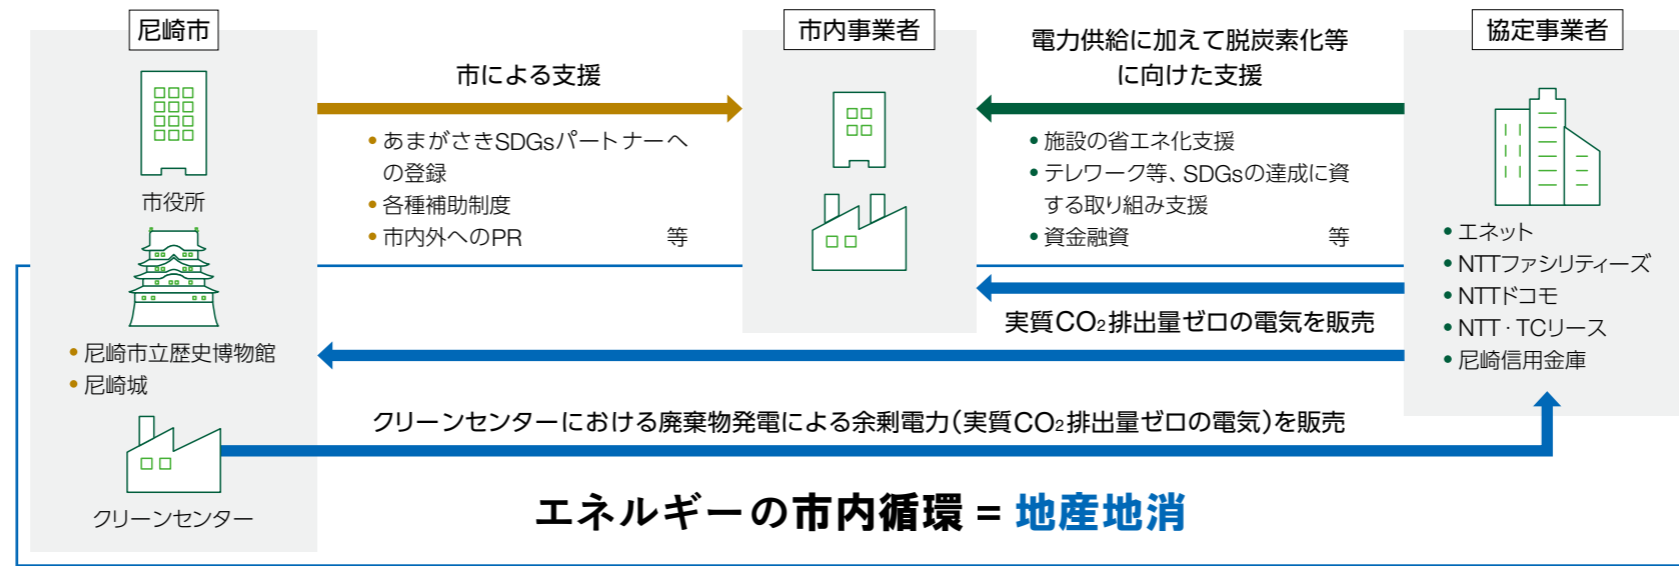 尼崎市
市役所
• 尼崎市立歴史博物館
• 尼崎城
クリーンセンター
市による支援
• あまがさきSDGsパートナーへ
の登録
• 各種補助制度
• 市内外へのPR 等
市内事業者
電力供給に加えて脱炭素化等
に向けた支援
• 施設の省エネ化支援
• テレワーク等、SDGsの達成に資
する取り組み支援
• 資金融資 等
協定事業者
• エネット
• NTTファシリティーズ
• NTTドコモ
• NTT・TCリース
• 尼崎信用金庫
実質CO₂排出量ゼロの電気を販売
クリーンセンターにおける廃棄物発電による余剰電力(実質CO₂排出量ゼロの電気)を販売
エネルギーの市内循環 = 地産地消